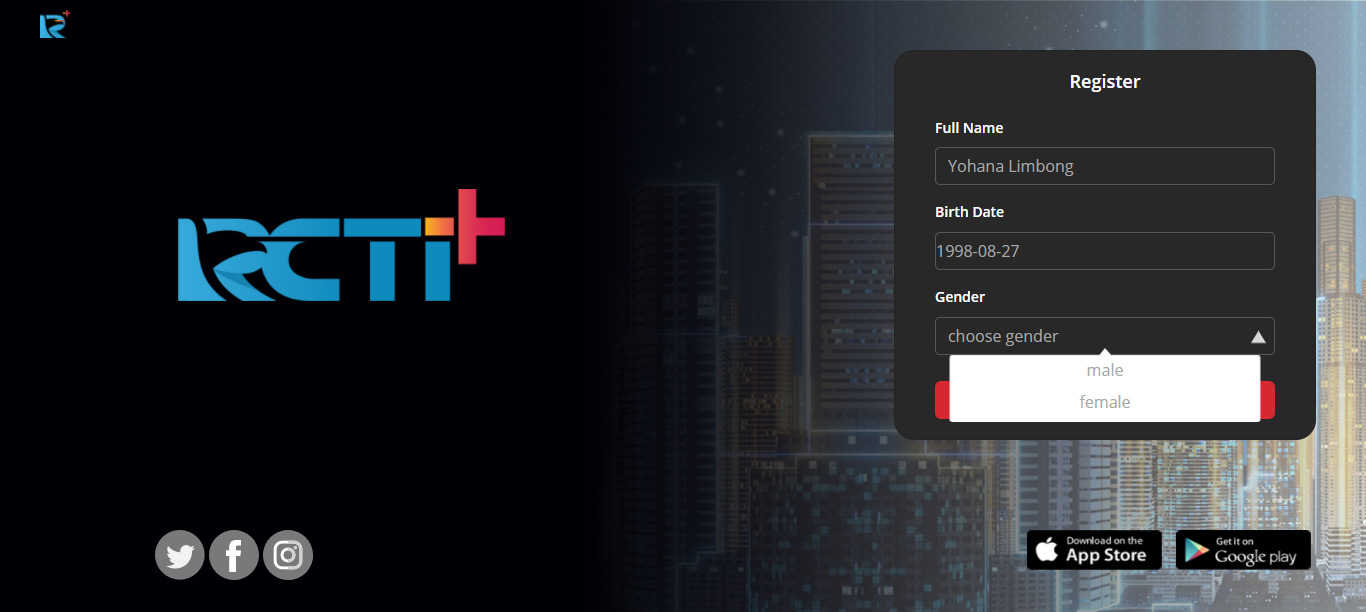 RCTI+
Register
Full Name
Yohana Limbong
Birth Date
1998-08-27
Gender
choose gender
male
female
Download on the
App Store
Get it on
Google play